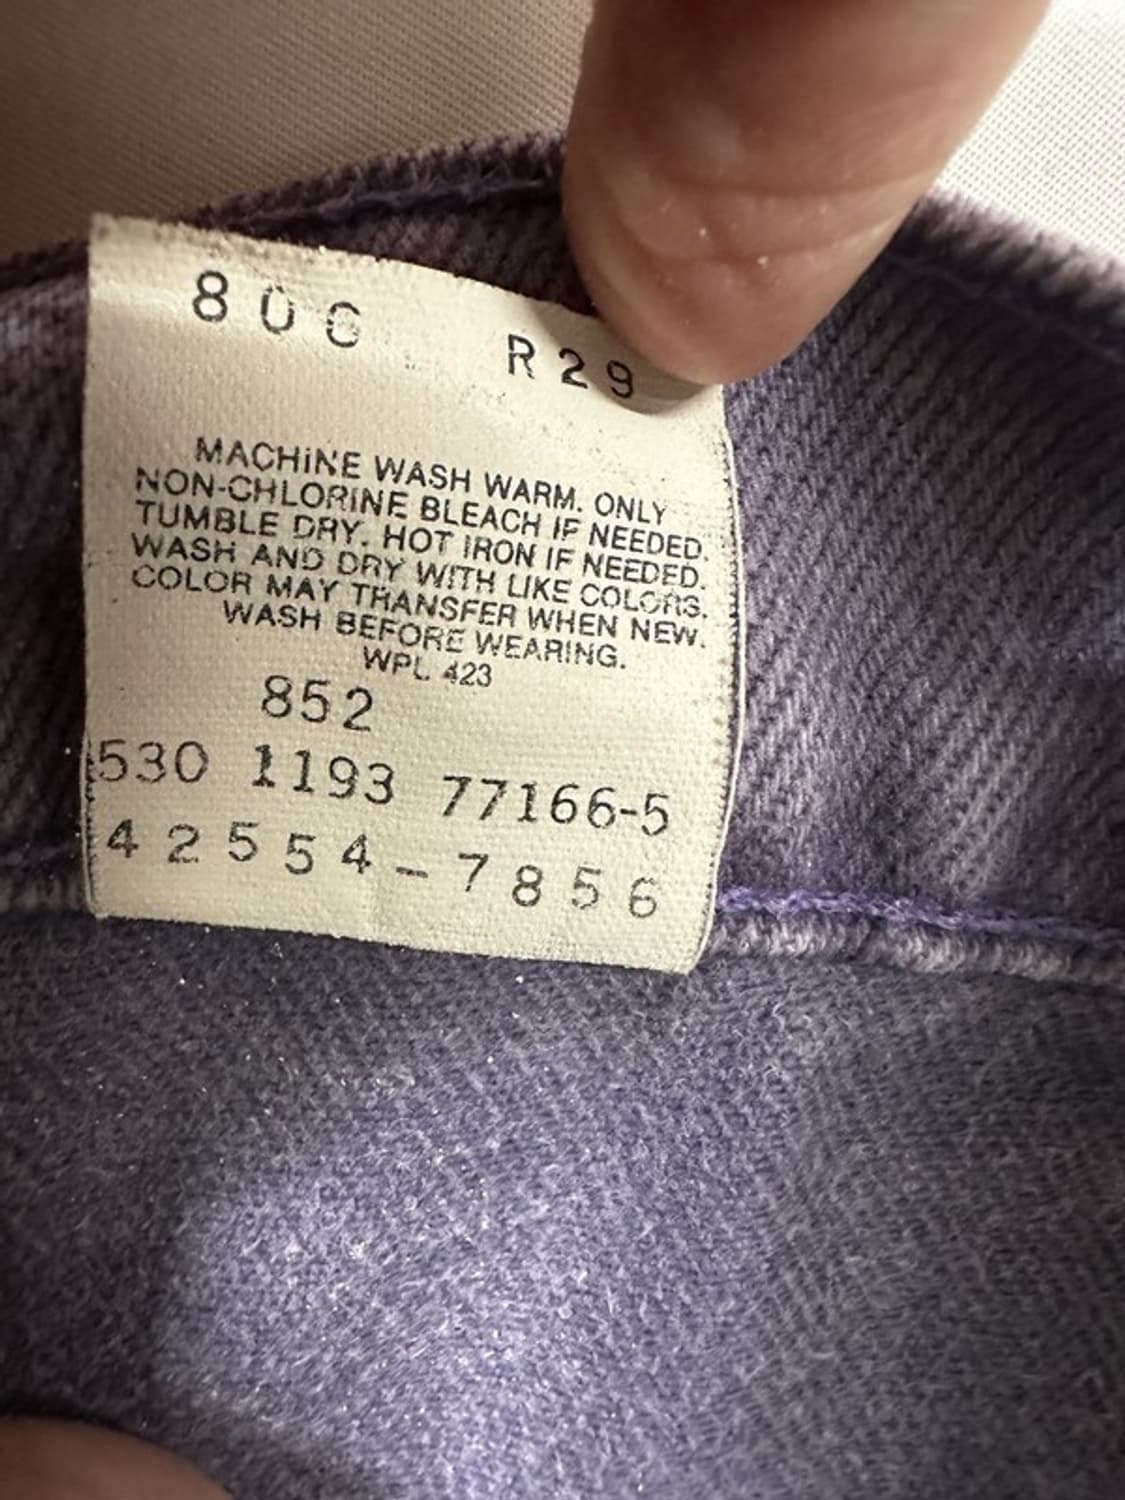 806 R29
MACHINE WASH WARM. ONLY
NON-CHLORINE BLEACH IF NEEDED.
TUMBLE DRY. HOT IRON IF NEEDED.
WASH AND DRY WITH LIKE COLORS.
COLOR MAY TRANSFER WHEN NEW.
WASH BEFORE WEARING.
WPL 423
852
530 1193 77166-5
42554-7856